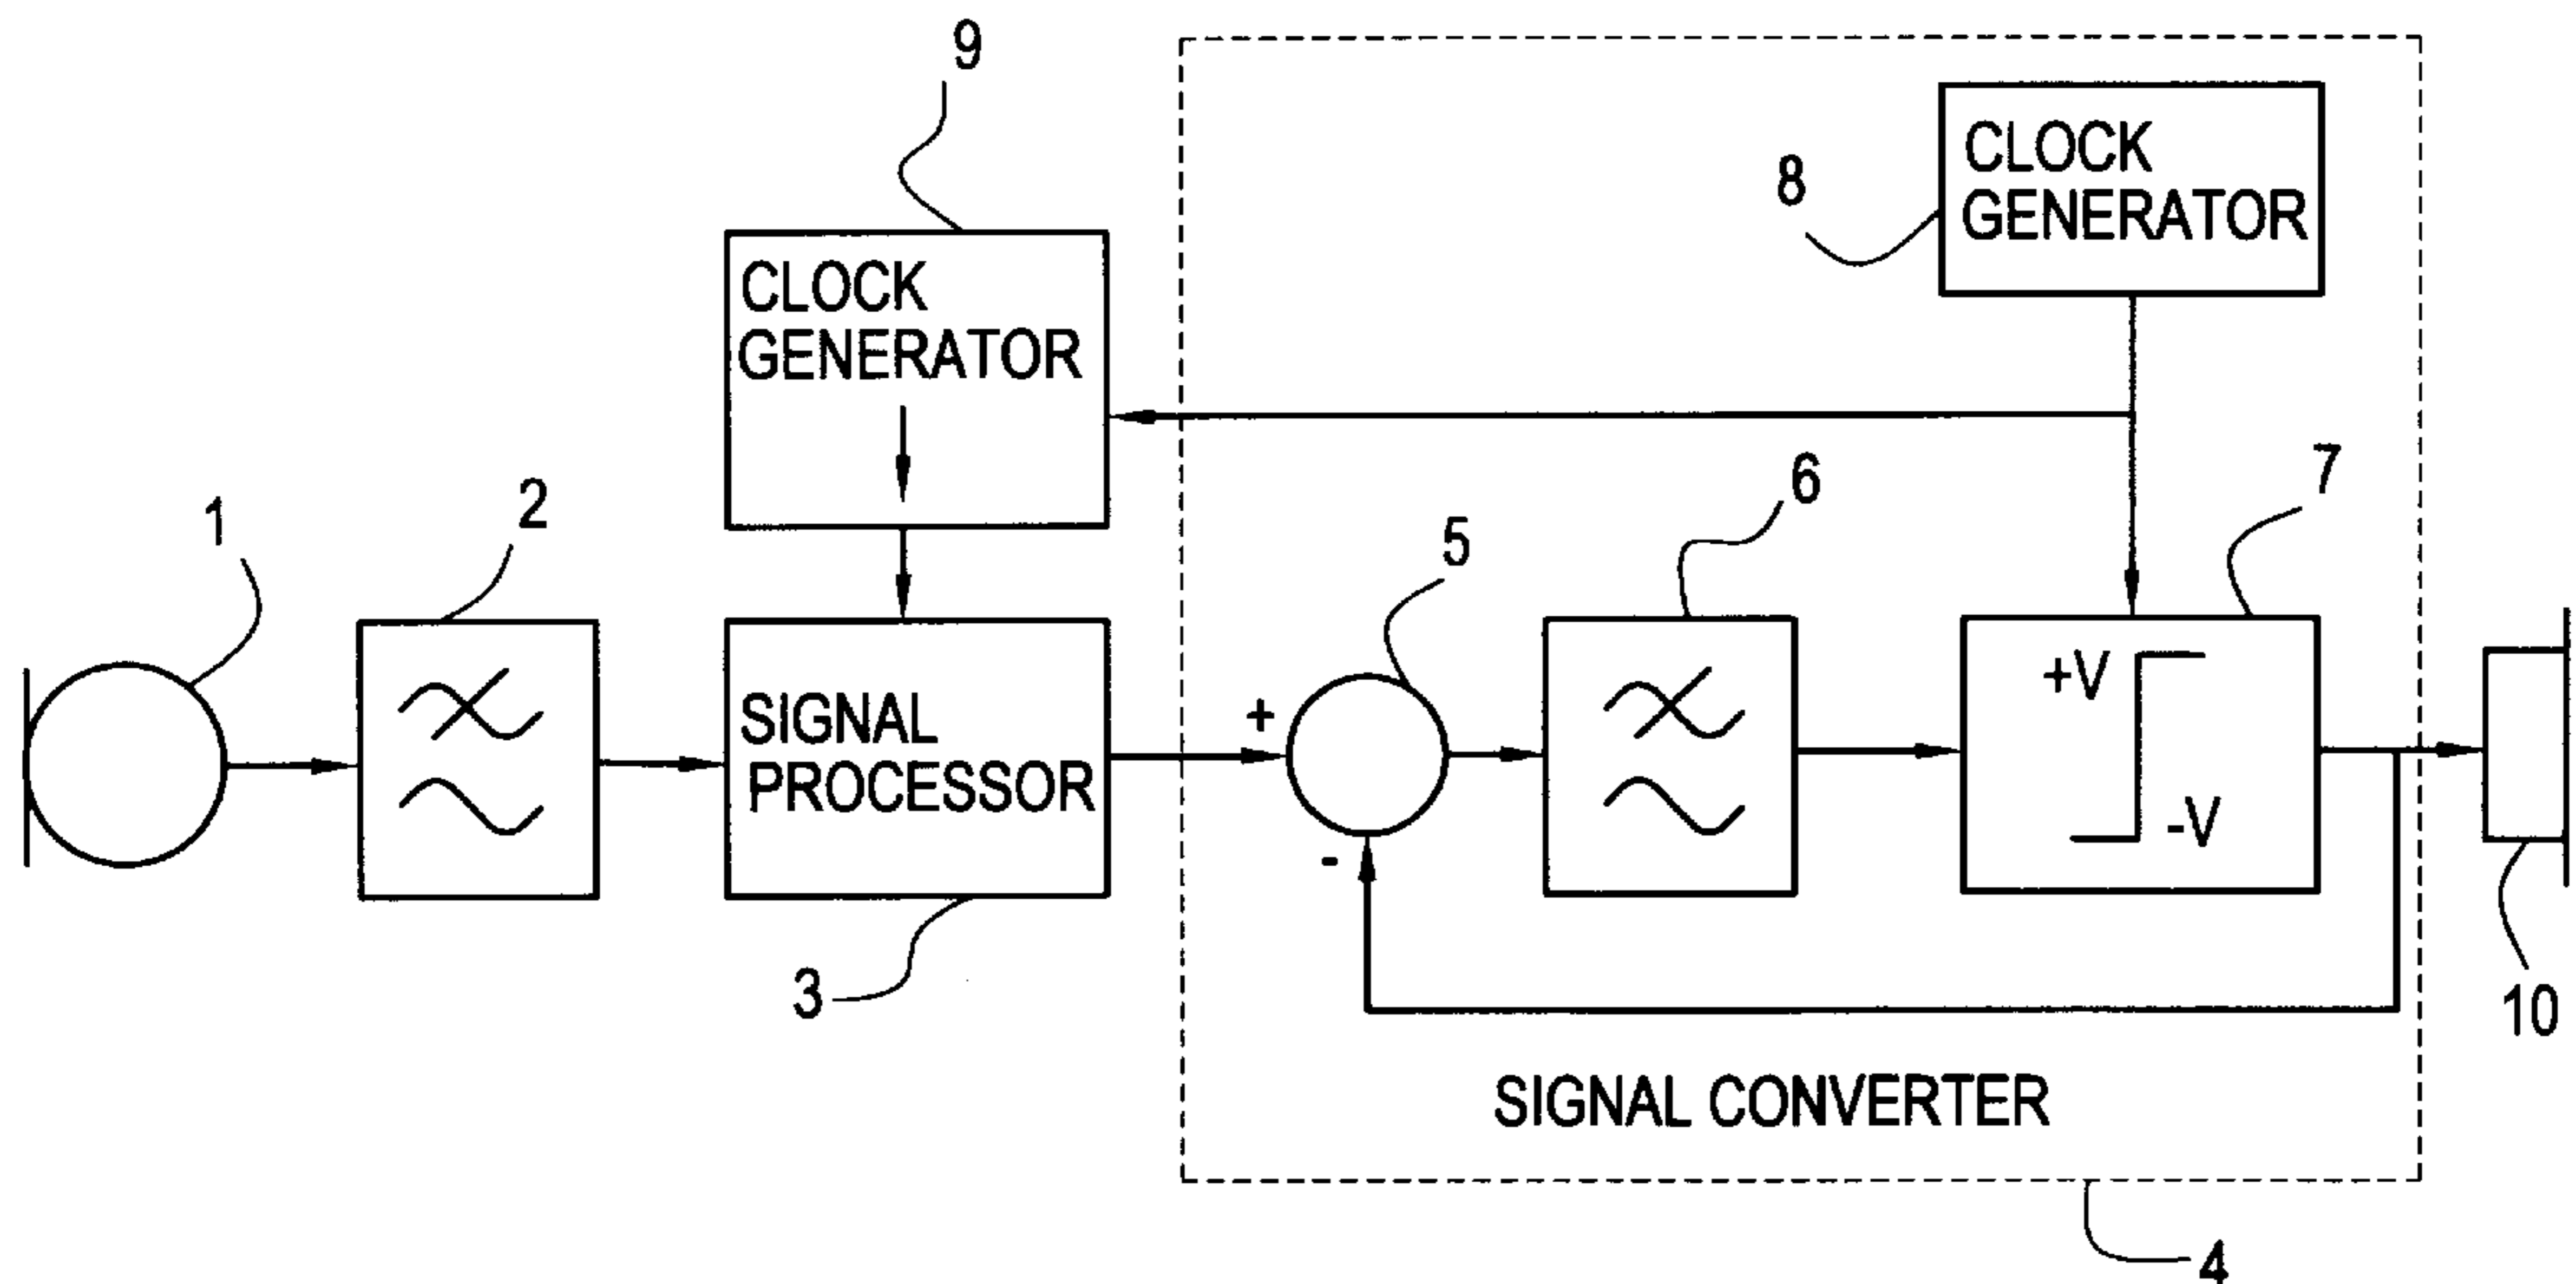 9
CLOCK
GENERATOR
8
CLOCK
GENERATOR
1
2
5
6
7
SIGNAL
PROCESSOR
+
-
+V
-V
3
10
SIGNAL CONVERTER
4